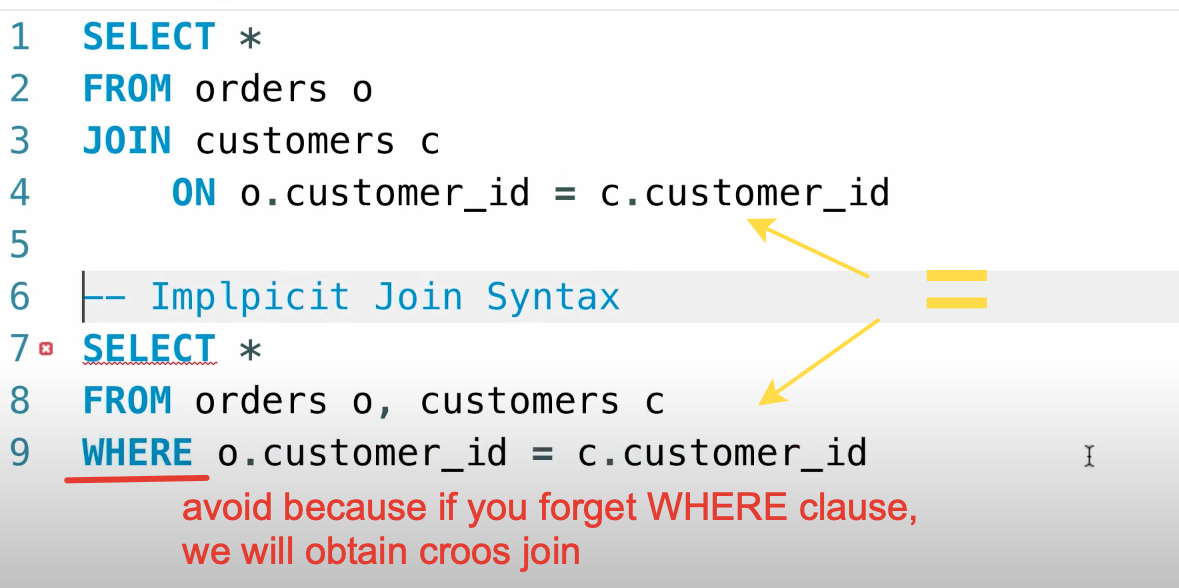 1 SELECT *
2 FROM orders o
3 JOIN customers c
4 ON o.customer_id = c.customer_id
5
6 -- Implpicit Join Syntax
7 SELECT *
8 FROM orders o, customers c
9 WHERE o.customer_id = c.customer_id
avoid because if you forget WHERE clause,
we will obtain croos join